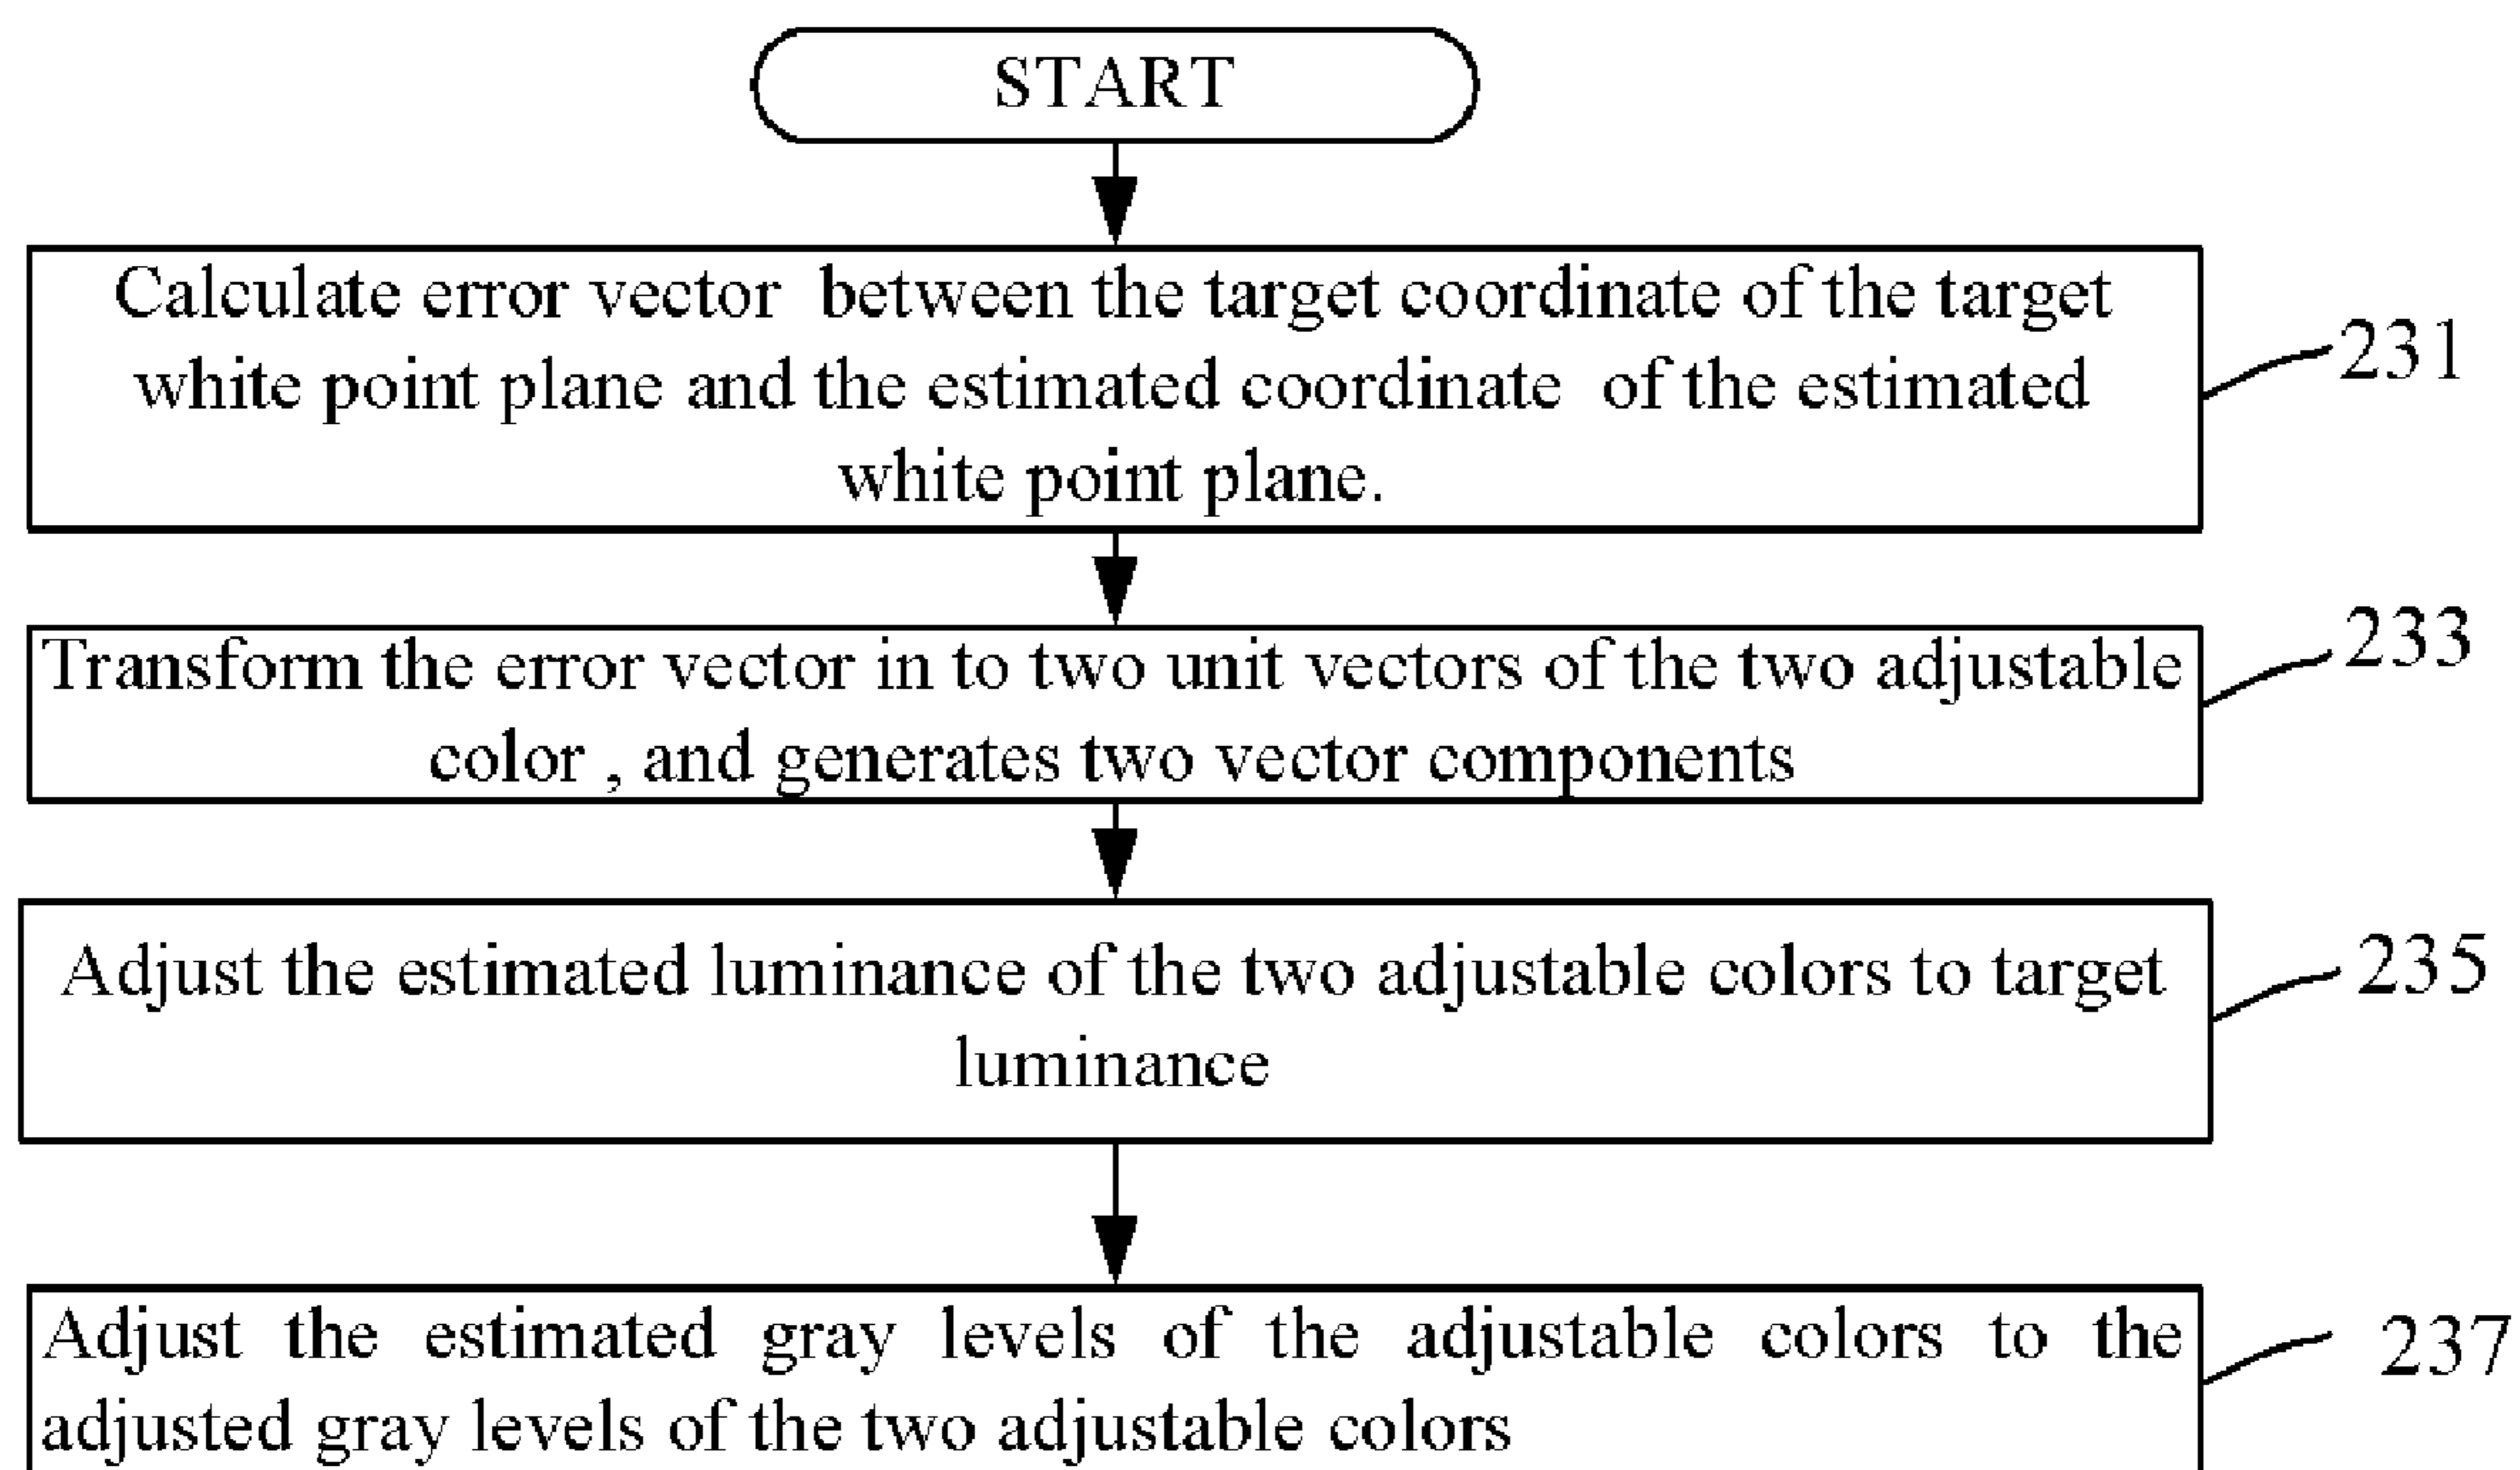 START
Calculate error vector between the target coordinate of the target
white point plane and the estimated coordinate of the estimated
white point plane.
231
Transform the error vector in to two unit vectors of the two adjustable
color , and generates two vector components
233
Adjust the estimated luminance of the two adjustable colors to target
luminance
235
Adjust the estimated gray levels of the adjustable colors to the
adjusted gray levels of the two adjustable colors
237